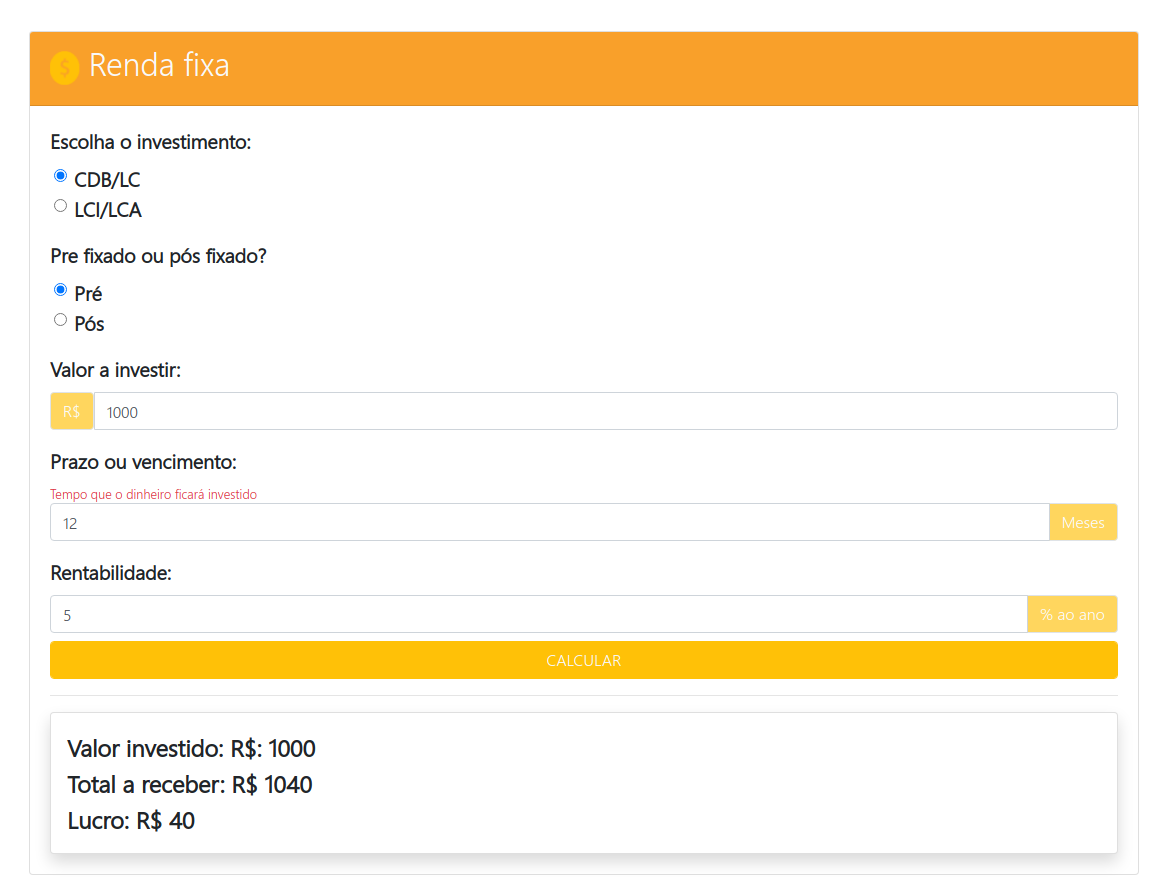 $ Renda fixa
Escolha o investimento:
CDB/LC
LCI/LCA
Pre fixado ou pós fixado?
Pré
Pós
Valor a investir:
R$ 1000
Prazo ou vencimento:
Tempo que o dinheiro ficará investido
12 Meses
Rentabilidade:
5 % ao ano
CALCULAR
Valor investido: R$: 1000
Total a receber: R$ 1040
Lucro: R$ 40